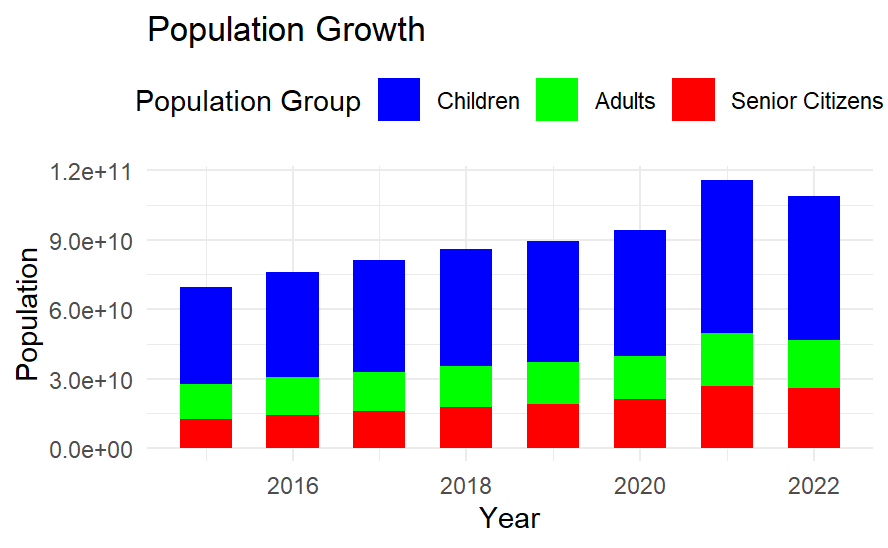 Population Growth
Population Group Children Adults Senior Citizens
1.2e+11
9.0e+10
6.0e+10
3.0e+10
0.0e+00
Population
2016 2018 2020 2022
Year